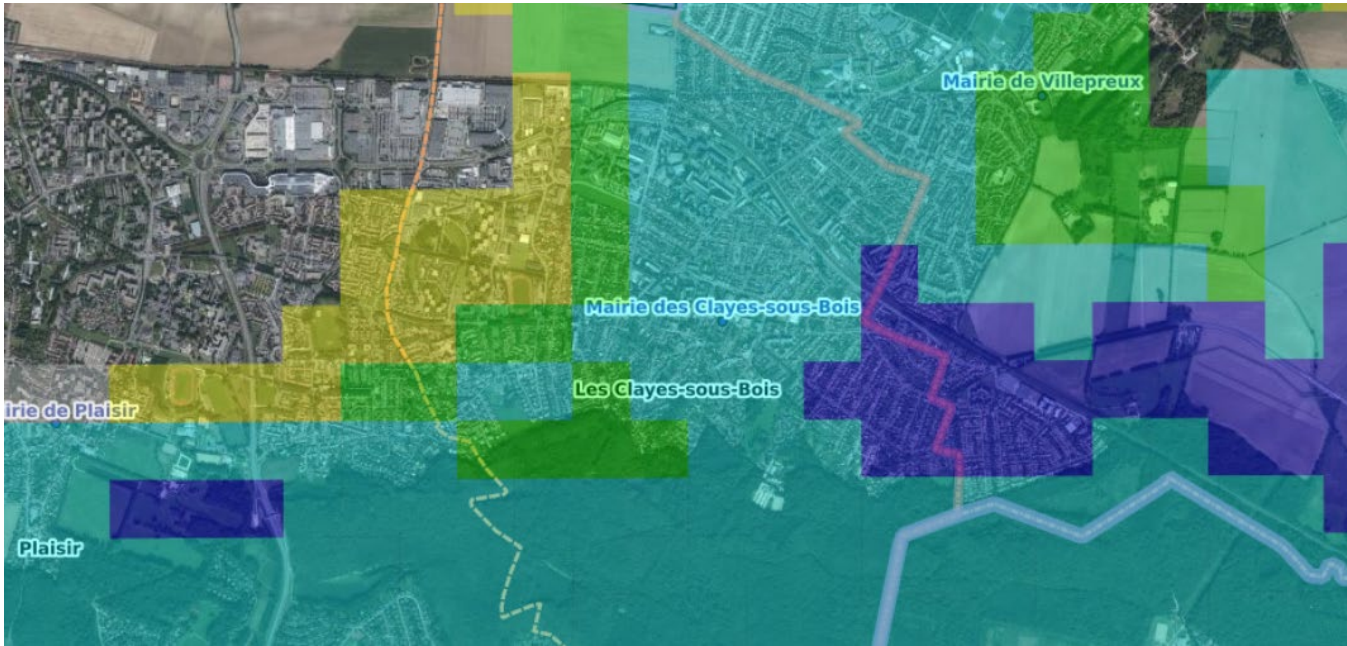 Mairie de Villepreux
Mairie des Clayes-sous-Bois
Les Clayes-sous-Bois
irie de Plaisir
Plaisir